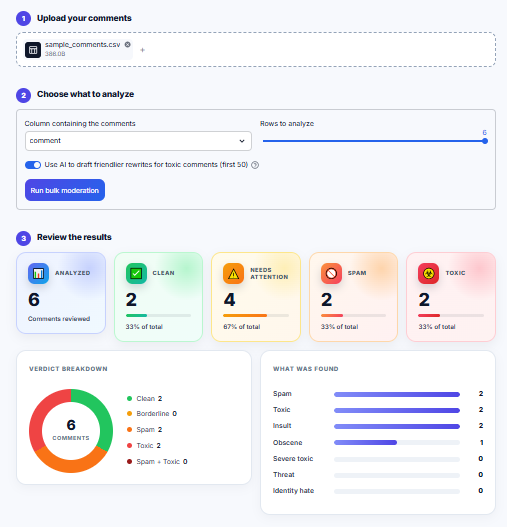 1 Upload your comments
sample_comments.csv
388.0B
+
2 Choose what to analyze
Column containing the comments
comment
Rows to analyze
6
Use AI to draft friendlier rewrites for toxic comments (first 50) ?
Run bulk moderation
3 Review the results
ANALYZED
6
Comments reviewed
CLEAN
2
33% of total
NEEDS
ATTENTION
4
67% of total
SPAM
2
33% of total
TOXIC
2
33% of total
VERDICT BREAKDOWN
6
COMMENTS
Clean 2
Borderline 0
Spam 2
Toxic 2
Spam + Toxic 0
WHAT WAS FOUND
Spam 2
Toxic 2
Insult 2
Obscene 1
Severe toxic 0
Threat 0
Identity hate 0